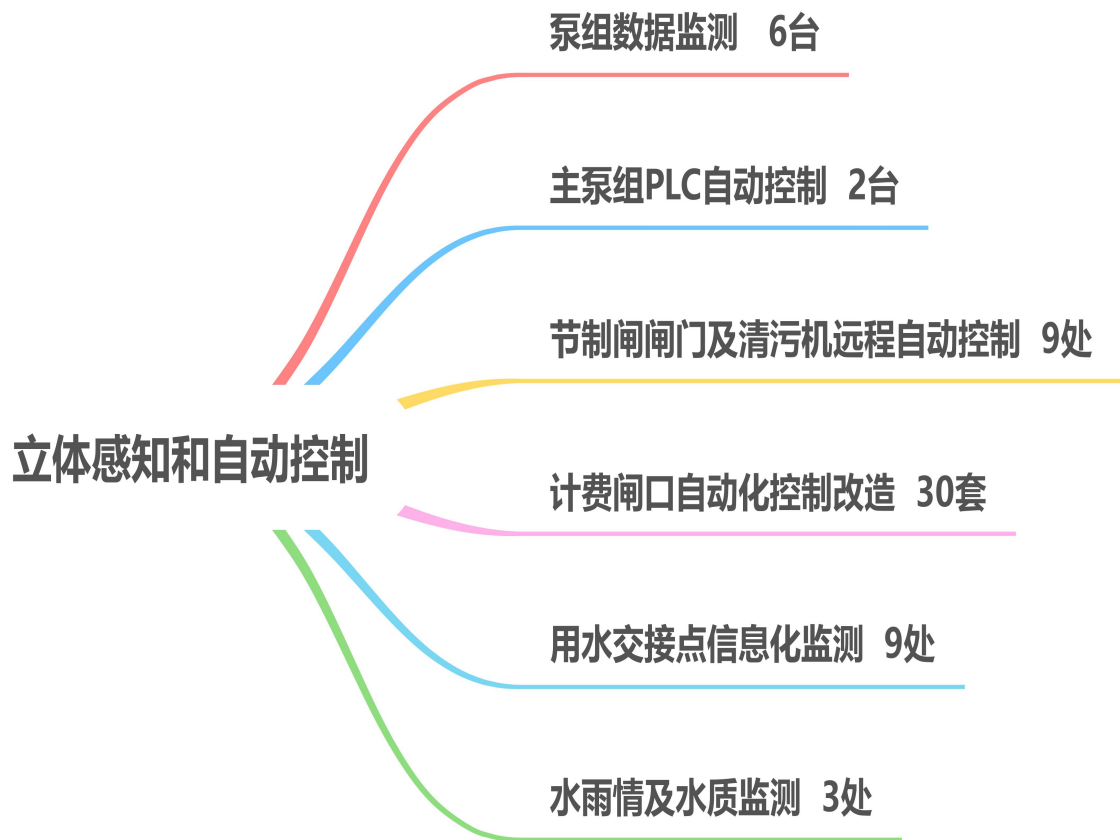 泵组数据监测 6台
主泵组PLC自动控制 2台
节制闸闸门及清污机远程自动控制 9处
立体感知和自动控制
计费闸口自动化控制改造 30套
用水交接点信息化监测 9处
水雨情及水质监测 3处